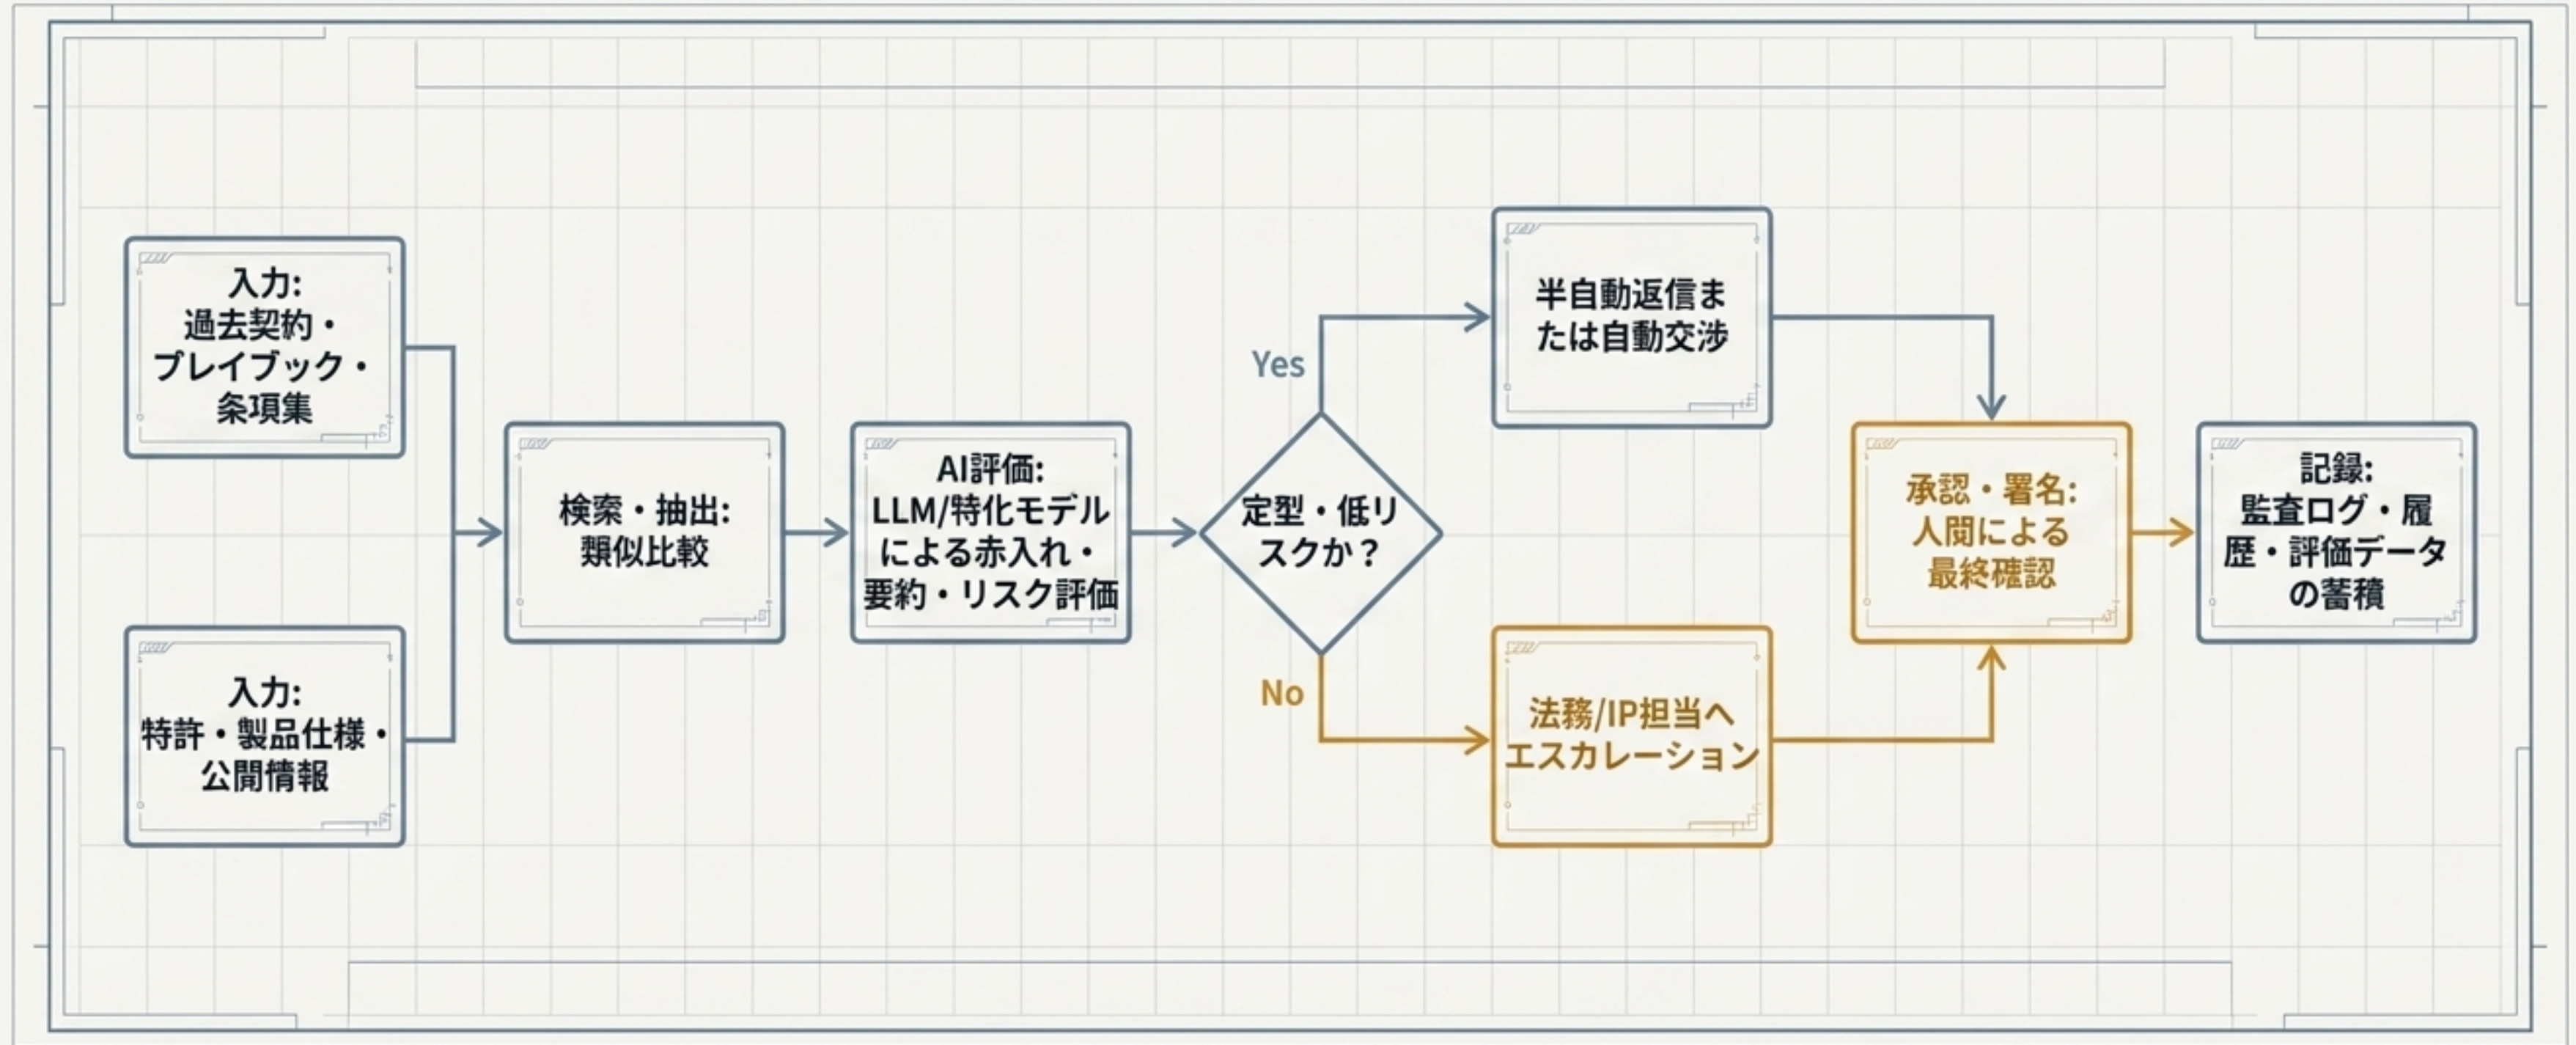 入力:
過去契約・
プレイブック・
条項集
入力:
特許・製品仕様・
公開情報
検索・抽出:
類似比較
AI評価:
LLM/特化モデル
による赤入れ・
要約・リスク評価
定型・低リ
スクか？
Yes
No
半自動返信ま
たは自動交渉
法務/IP担当へ
エスカレーション
承認・署名:
人間による
最終確認
記録:
監査ログ・履
歴・評価データ
の蓄積